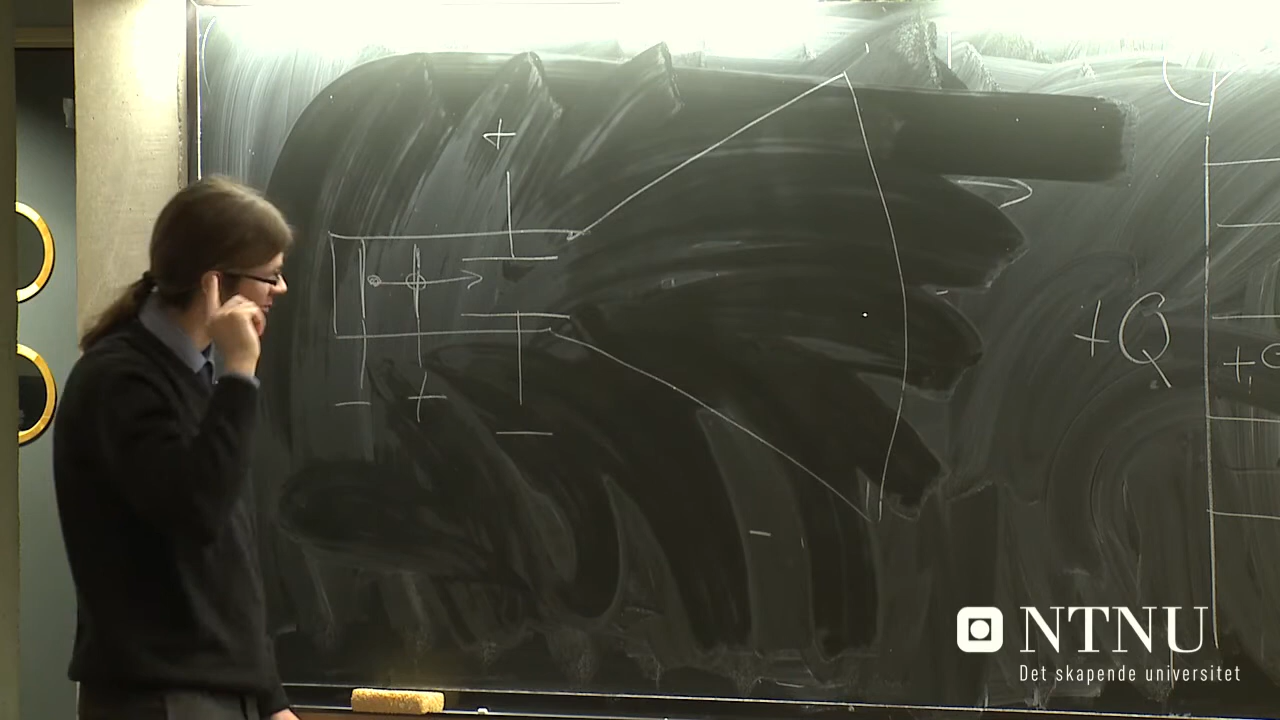 +
− + −
+Q
+
NTNU
Det skapende universitet